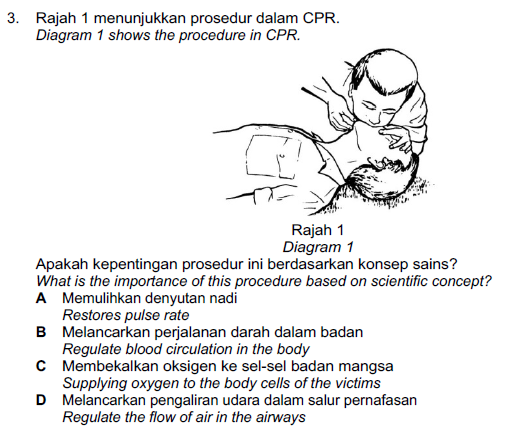 3. Rajah 1 menunjukkan prosedur dalam CPR.
Diagram 1 shows the procedure in CPR.
Rajah 1
Diagram 1
Apakah kepentingan prosedur ini berdasarkan konsep sains?
What is the importance of this procedure based on scientific concept?
A Memulihkan denyutan nadi
Restores pulse rate
B Melancarkan perjalanan darah dalam badan
Regulate blood circulation in the body
C Membekalkan oksigen ke sel-sel badan mangsa
Supplying oxygen to the body cells of the victims
D Melancarkan pengaliran udara dalam salur pernafasan
Regulate the flow of air in the airways